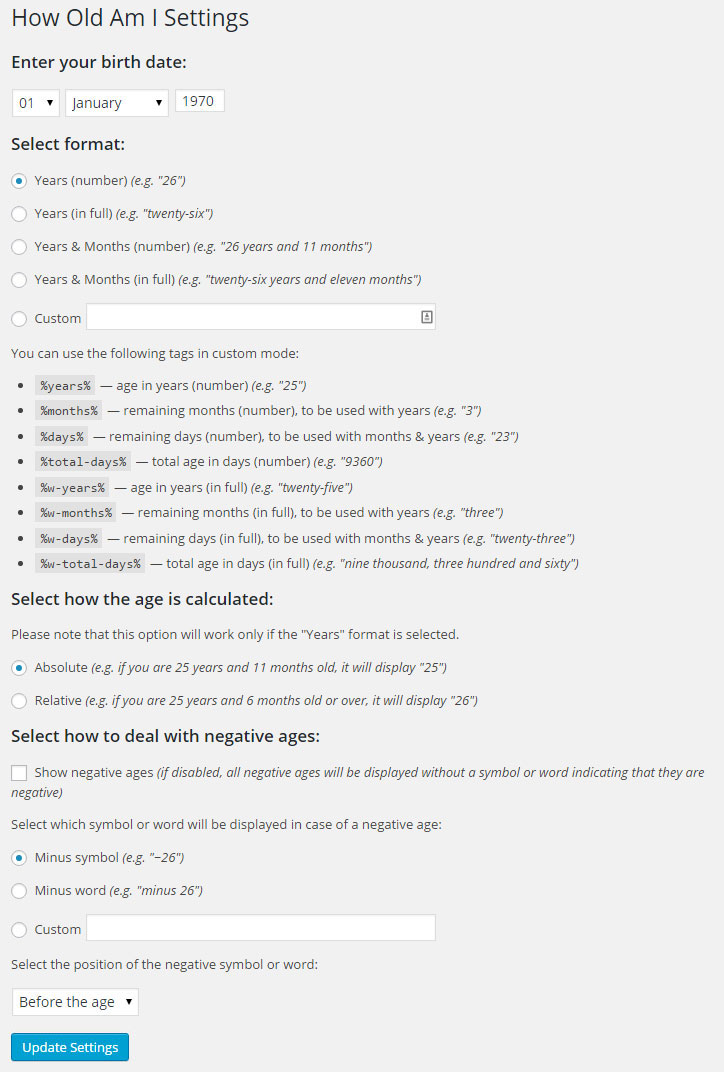 How Old Am I Settings
Enter your birth date:
01 January 1970
Select format:
Years (number) (e.g. "26")
Years (in full) (e.g. "twenty-six")
Years & Months (number) (e.g. "26 years and 11 months")
Years & Months (in full) (e.g. "twenty-six years and eleven months")
Custom
You can use the following tags in custom mode:
%years% — age in years (number) (e.g. "25")
%months% — remaining months (number), to be used with years (e.g. "3")
%days% — remaining days (number), to be used with months & years (e.g. "23")
%total-days% — total age in days (number) (e.g. "9360")
%w-years% — age in years (in full) (e.g. "twenty-five")
%w-months% — remaining months (in full), to be used with years (e.g. "three")
%w-days% — remaining days (in full), to be used with months & years (e.g. "twenty-three")
%w-total-days% — total age in days (in full) (e.g. "nine thousand, three hundred and sixty")
Select how the age is calculated:
Please note that this option will work only if the "Years" format is selected.
Absolute (e.g. if you are 25 years and 11 months old, it will display "25")
Relative (e.g. if you are 25 years and 6 months old or over, it will display "26")
Select how to deal with negative ages:
Show negative ages (if disabled, all negative ages will be displayed without a symbol or word indicating that they are
negative)
Select which symbol or word will be displayed in case of a negative age:
Minus symbol (e.g. "−26")
Minus word (e.g. "minus 26")
Custom
Select the position of the negative symbol or word:
Before the age
Update Settings